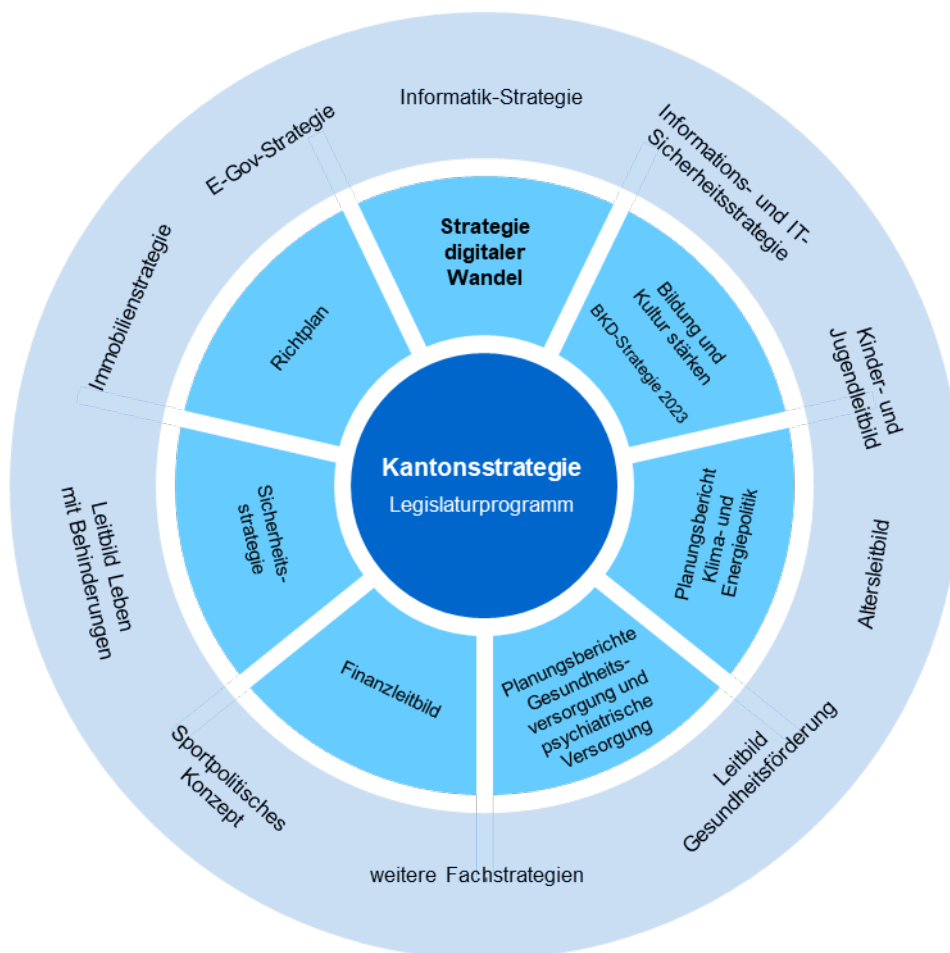 Informatik-Strategie
Informations- und IT-
Sicherheitsstrategie
Kinder- und
Jugendleitbild
Altersleitbild
Leitbild
Gesundheitsförderung
weitere Fachstrategien
Sportpolitisches
Konzept
Leitbild Leben
mit Behinderungen
Immobilienstrategie
E-Gov-Strategie
Strategie
digitaler
Wandel
Bildung und
Kultur stärken
BKD-Strategie 2023
Planungsbericht
Klima- und
Energiepolitik
Planungsberichte
Gesundheits-
versorgung und
psychiatrische
Versorgung
Finanzleitbild
Sicherheits-
strategie
Richtplan
Kantonsstrategie
Legislaturprogramm